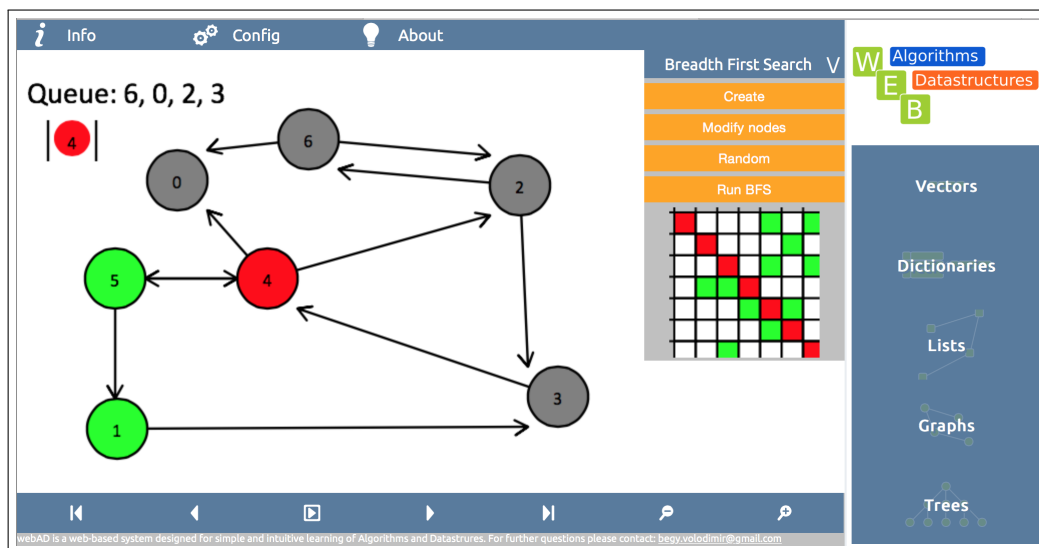 Info Config About
Queue: 6, 0, 2, 3
4
6
0
2
5
4
3
1
Breadth First Search V
Create
Modify nodes
Random
Run BFS
W Algorithms
E Datastructures
B
Vectors
Dictionaries
Lists
Graphs
Trees
webAD is a web-based system designed for simple and intuitive learning of Algorithms and Datastrures. For further questions please contact: begy.volodimir@gmail.com